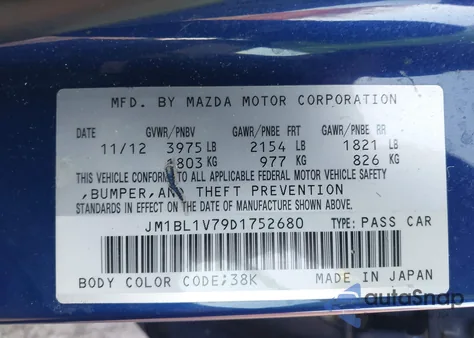 MFD. BY MAZDA MOTOR CORPORATION
GVWR/PNBV GAWR/PNBE FRT GAWR/PNBE RR
11/12 3975 LB 2154 LB 1821 LB
1803 KG 977 KG 826 KG
THIS VEHICLE CONFORMS TO ALL APPLICABLE FEDERAL MOTOR VEHICLE SAFETY
,BUMPER,AND THEFT PREVENTION
STANDARDS IN EFFECT ON THE DATE OF MANUFACTURE SHOWN ABOVE.
JM1BL1V79D1752680 TYPE: PASS CAR
BODY COLOR CODE;38K MADE IN JAPAN
autoSnap